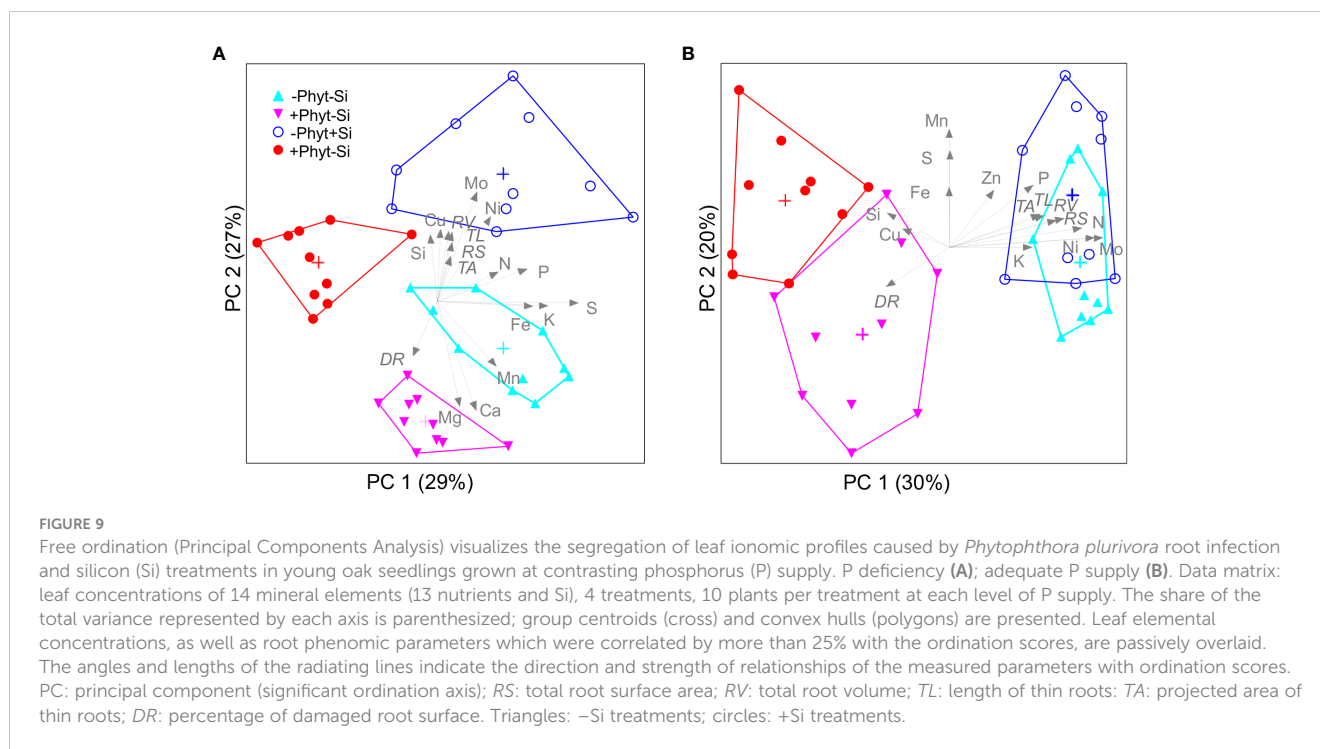 A
-Phyt-Si
+Phyt-Si
-Phyt+Si
+Phyt-Si
PC 2 (27%)
Mo
Ni
Cu
RV
TL
Si
RS
TA
N
P
S
Fe
K
DR
Mn
Mg
Ca
PC 1 (29%)
B
PC 2 (20%)
Mn
S
Fe
Zn
P
Si
TA
TL
RV
RS
N
Cu
K
Ni
Mo
DR
PC 1 (30%)
FIGURE 9
Free ordination (Principal Components Analysis) visualizes the segregation of leaf ionomic profiles caused by Phytophthora plurivora root infection
and silicon (Si) treatments in young oak seedlings grown at contrasting phosphorus (P) supply. P deficiency (A); adequate P supply (B). Data matrix:
leaf concentrations of 14 mineral elements (13 nutrients and Si), 4 treatments, 10 plants per treatment at each level of P supply. The share of the
total variance represented by each axis is parenthesized; group centroids (cross) and convex hulls (polygons) are presented. Leaf elemental
concentrations, as well as root phenomic parameters which were correlated by more than 25% with the ordination scores, are passively overlaid.
The angles and lengths of the radiating lines indicate the direction and strength of relationships of the measured parameters with ordination scores.
PC: principal component (significant ordination axis); RS: total root surface area; RV: total root volume; TL: length of thin roots: TA: projected area of
thin roots; DR: percentage of damaged root surface. Triangles: −Si treatments; circles: +Si treatments.